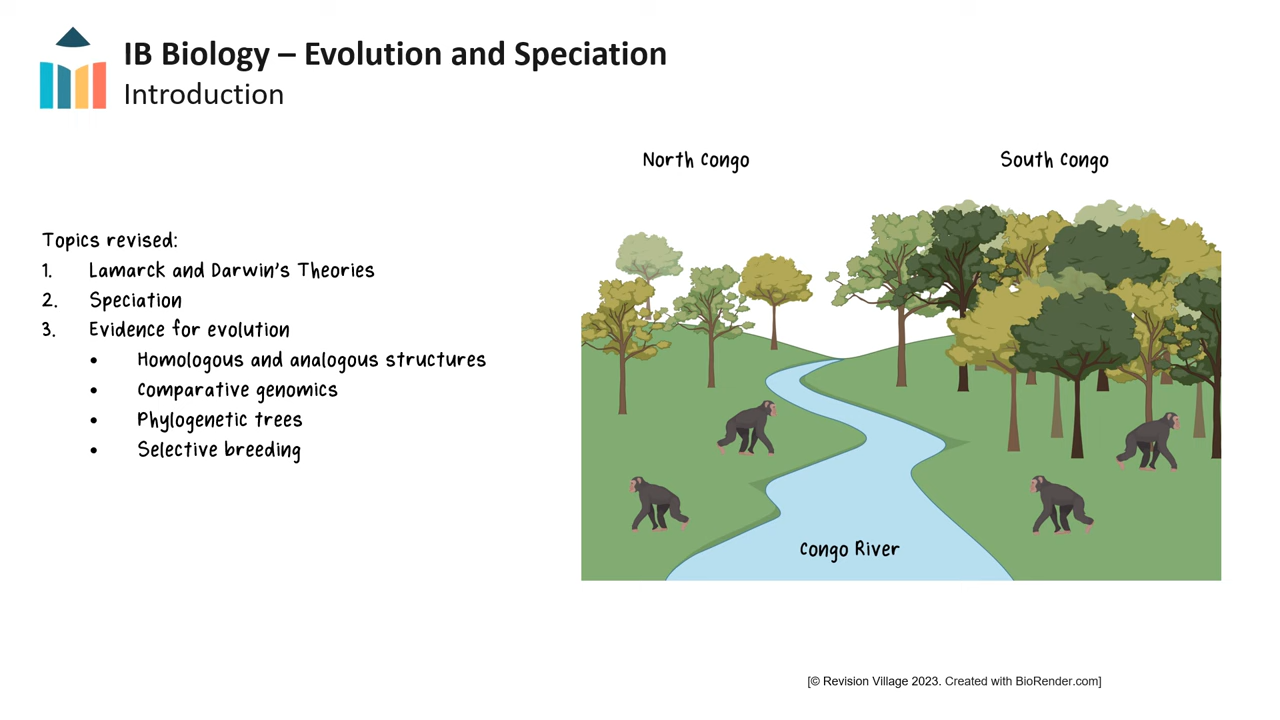 IB Biology – Evolution and Speciation
Introduction
North Congo
South Congo
Topics revised:
1. Lamarck and Darwin's Theories
2. Speciation
3. Evidence for evolution
• Homologous and analogous structures
• Comparative genomics
• Phylogenetic trees
• Selective breeding
Congo River
[© Revision Village 2023. Created with BioRender.com]